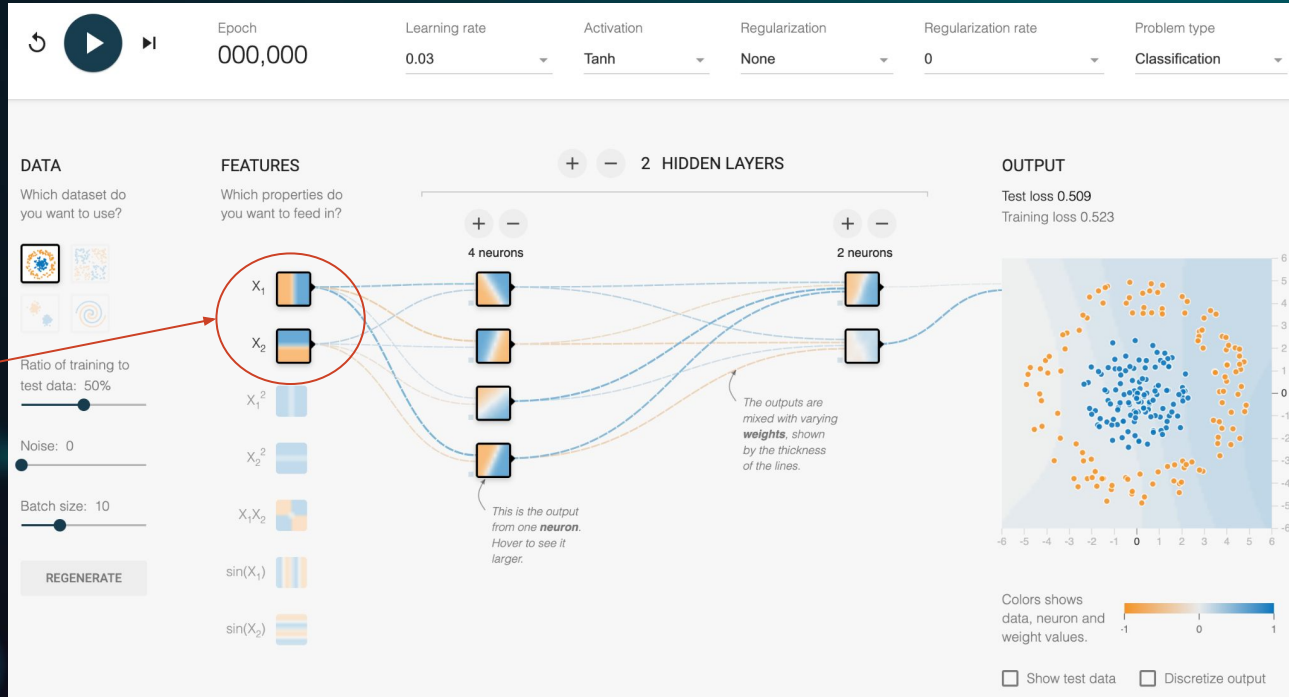 Epoch
000,000
Learning rate
0.03
Activation
Tanh
Regularization
None
Regularization rate
0
Problem type
Classification
DATA
Which dataset do
you want to use?
Ratio of training to
test data: 50%
Noise: 0
Batch size: 10
REGENERATE
FEATURES
Which properties do
you want to feed in?
X₁
X₂
X₁²
X₂²
X₁X₂
sin(X₁)
sin(X₂)
+ − 2 HIDDEN LAYERS
+ −
4 neurons
+ −
2 neurons
This is the output
from one neuron.
Hover to see it
larger.
The outputs are
mixed with varying
weights, shown
by the thickness
of the lines.
OUTPUT
Test loss 0.509
Training loss 0.523
6
5
4
3
2
1
0
-1
-2
-3
-4
-5
-6
-6 -5 -4 -3 -2 -1 0 1 2 3 4 5 6
Colors shows
data, neuron and
weight values.
-1 0 1
Show test data
Discretize output